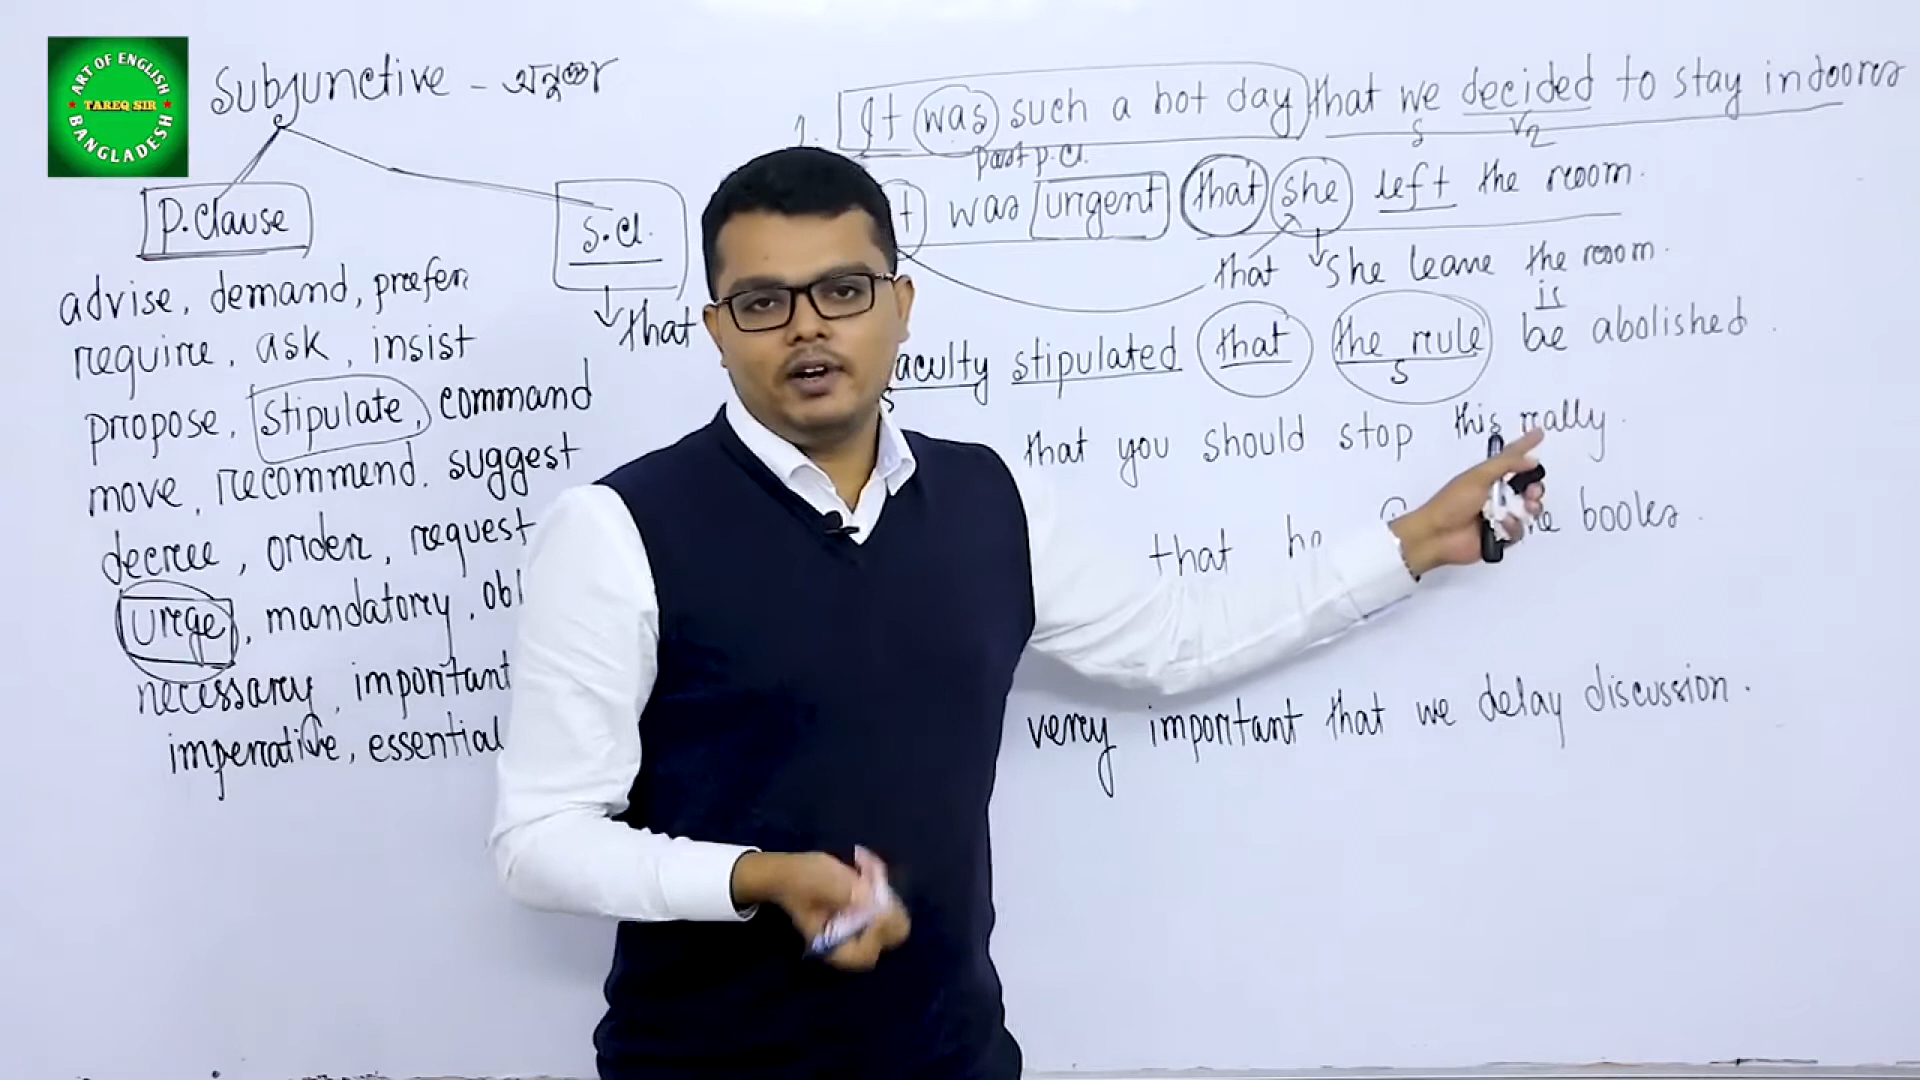 ART OF ENGLISH
TAREQ SIR
BANGLADESH
Subjunctive -
P. Clause
S. Cl.
that
advise, demand, prefer
require, ask, insist
propose, stipulate, command
move, recommend. suggest
decree, order, request
urge, mandatory, obl
necessary, important
imperative, essential
1. It was such a hot day that we decided to stay indoors
S V2
past p. cl.
t was urgent that she left the room.
that she leave the room.
is
aculty stipulated that the rule be abolished.
S S
that you should stop this really.
that he books.
very important that we delay discussion.